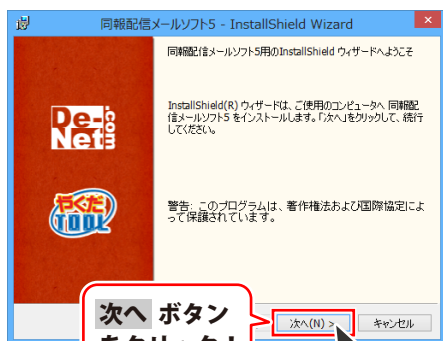 同報配信メールソフト5 - InstallShield Wizard
同報配信メールソフト5用のInstallShield ウィザードへようこそ
InstallShield(R) ウィザードは、ご使用のコンピュータへ 同報配
信メールソフト5 をインストールします。「次へ」をクリックして、続行
してください。
De-
Net.com
やくだつ
TOOL
警告: このプログラムは、著作権法および国際協定によ
って保護されています。
次へ ボタン
をクリック！
次へ(N) >
キャンセル